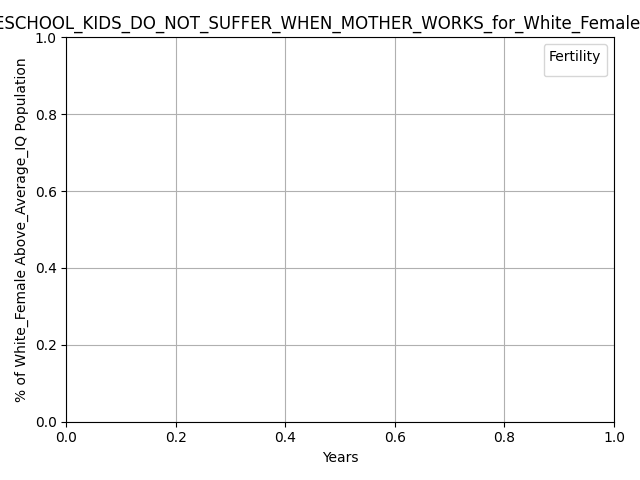 ESCHOOL_KIDS_DO_NOT_SUFFER_WHEN_MOTHER_WORKS_for_White_Female
Fertility
% of White_Female Above_Average_IQ Population
1.0
0.8
0.6
0.4
0.2
0.0
0.0 0.2 0.4 0.6 0.8 1.0
Years